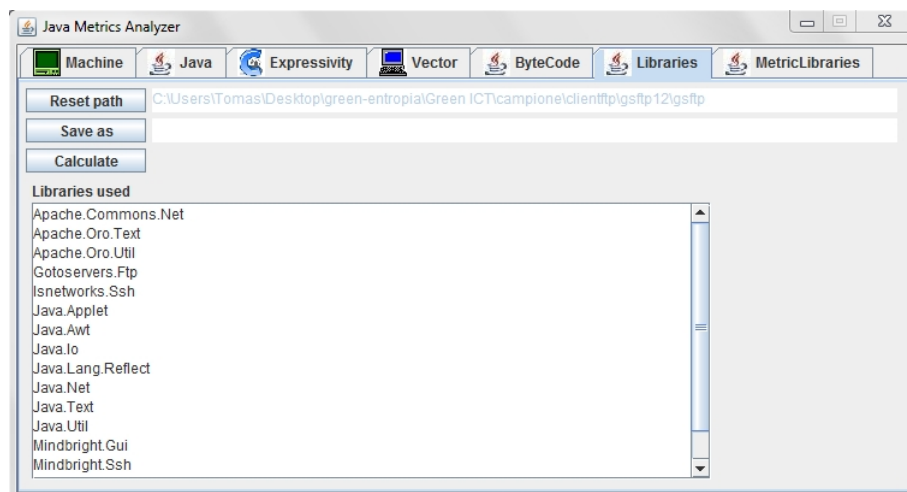 Java Metrics Analyzer
Machine Java Expressivity Vector ByteCode Libraries MetricLibraries
Reset path C:\Users\Tomas\Desktop\green-entropia\Green ICT\campione\clientftp\gsftp12\gsftp
Save as
Calculate
Libraries used
Apache.Commons.Net
Apache.Oro.Text
Apache.Oro.Util
Gotoservers.Ftp
Isnetworks.Ssh
Java.Applet
Java.Awt
Java.Io
Java.Lang.Reflect
Java.Net
Java.Text
Java.Util
Mindbright.Gui
Mindbright.Ssh